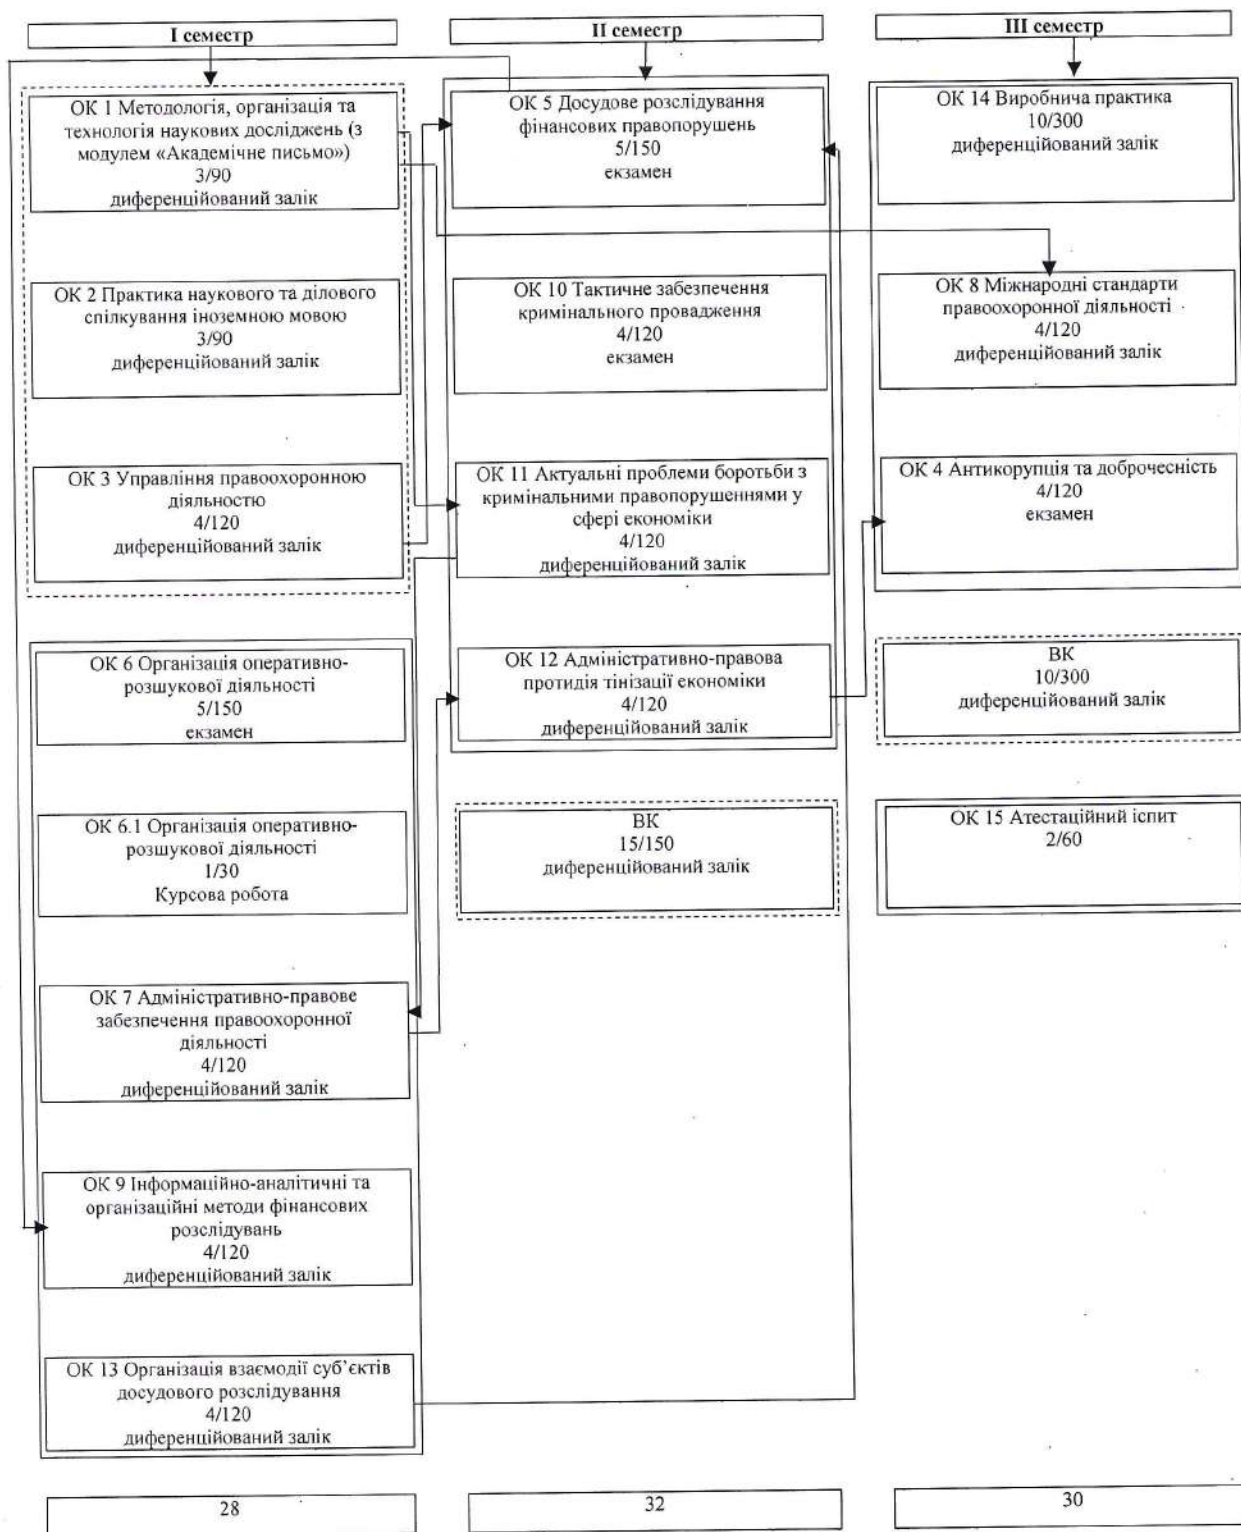 I семестр
ОК 1 Методологія, організація та
технологія наукових досліджень (з
модулем «Академічне письмо»)
3/90
диференційований залік
ОК 2 Практика наукового та ділового
спілкування іноземною мовою
3/90
диференційований залік
ОК 3 Управління правоохоронною
діяльностю
4/120
диференційований залік
ОК 6 Організація оперативно-
розшукової діяльності
5/150
екзамен
ОК 6.1 Організація оперативно-
розшукової діяльності
1/30
Курсова робота
ОК 7 Адміністративно-правове
забезпечення правоохоронної
діяльності
4/120
диференційований залік
ОК 9 Інформаційно-аналітичні та
організаційні методи фінансових
розслідувань
4/120
диференційований залік
ОК 13 Організація взаємодії суб’єктів
досудового розслідування
4/120
диференційований залік
28
II семестр
ОК 5 Досудове розслідування
фінансових правопорушень
5/150
екзамен
ОК 10 Тактичне забезпечення
кримінального провадження
4/120
екзамен
ОК 11 Актуальні проблеми боротьби з
кримінальними правопорушеннями у
сфері економіки
4/120
диференційований залік
ОК 12 Адміністративно-правова
протидія тінізації економіки
4/120
диференційований залік
ВК
15/150
диференційований залік
32
III семестр
ОК 14 Виробнича практика
10/300
диференційований залік
ОК 8 Міжнародні стандарти
правоохоронної діяльності
4/120
диференційований залік
ОК 4 Антикорупція та доброчесність
4/120
екзамен
ВК
10/300
диференційований залік
ОК 15 Атестаційний іспит
2/60
30